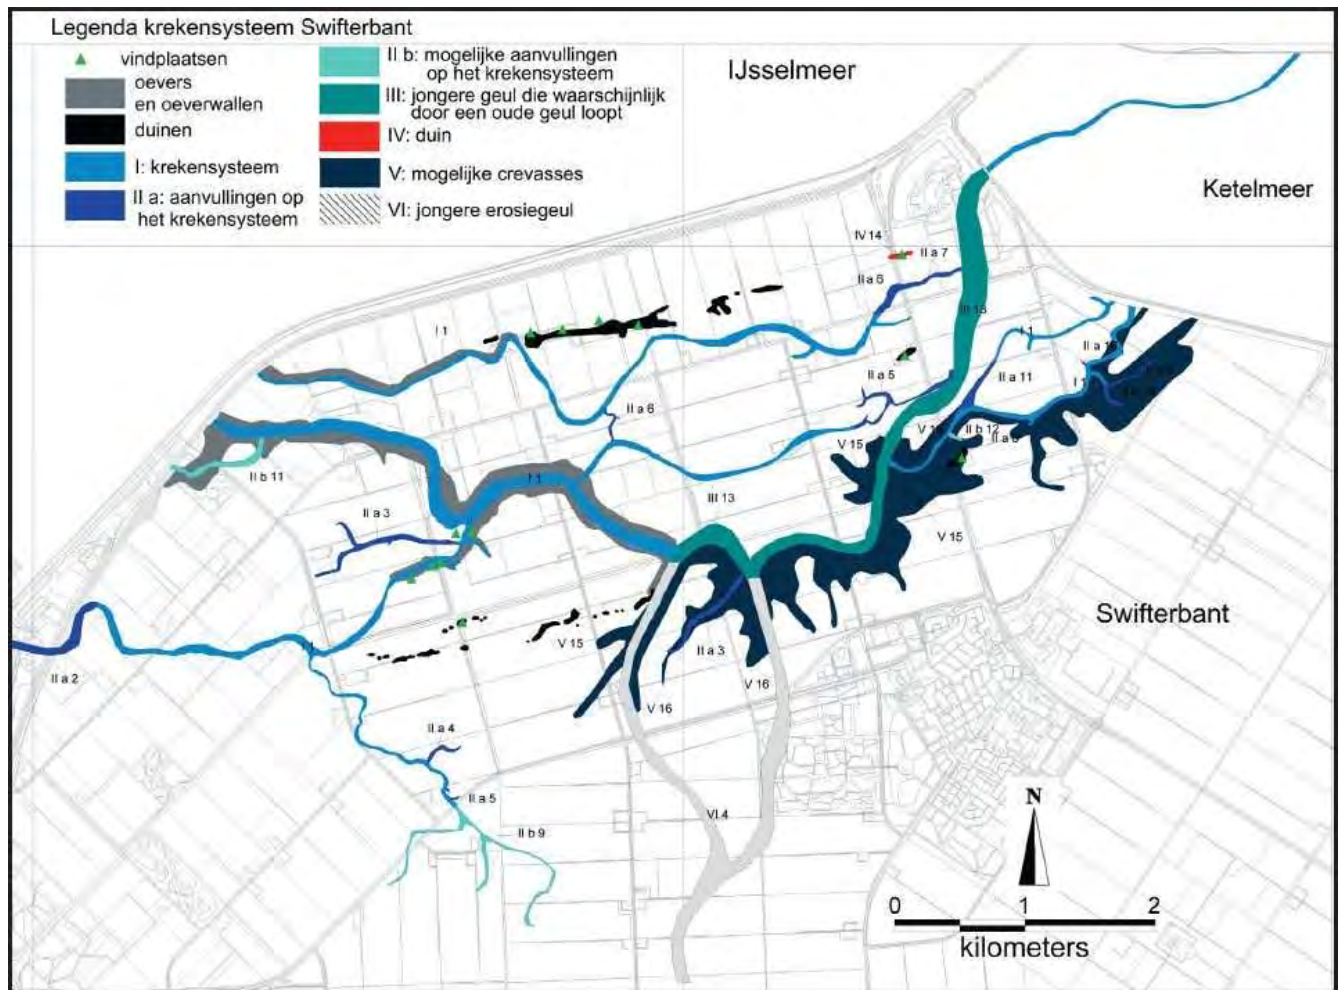 Legenda krekensysteem Swifterbant
vindplaatsen
oevers
en oeverwallen
duinen
I: krekensysteem
II a: aanvullingen op
het krekensysteem
II b: mogelijke aanvullingen
op het krekensysteem
III: jongere geul die waarschijnlijk
door een oude geul loopt
IV: duin
V: mogelijke crevasses
VI: jongere erosiegeul
IJsselmeer
Ketelmeer
IV 14
II a 7
II a 6
I 1
I 1
II a 5
II a 11
I 1
II a 6
V 15
II b 12
II b 11
I 1
III 13
II a 3
V 15
Swifterbant
V 15
II a 3
II a 2
V 16
V 16
II a 4
II a 5
VI 4
II b 9
N
0 1 2
kilometers